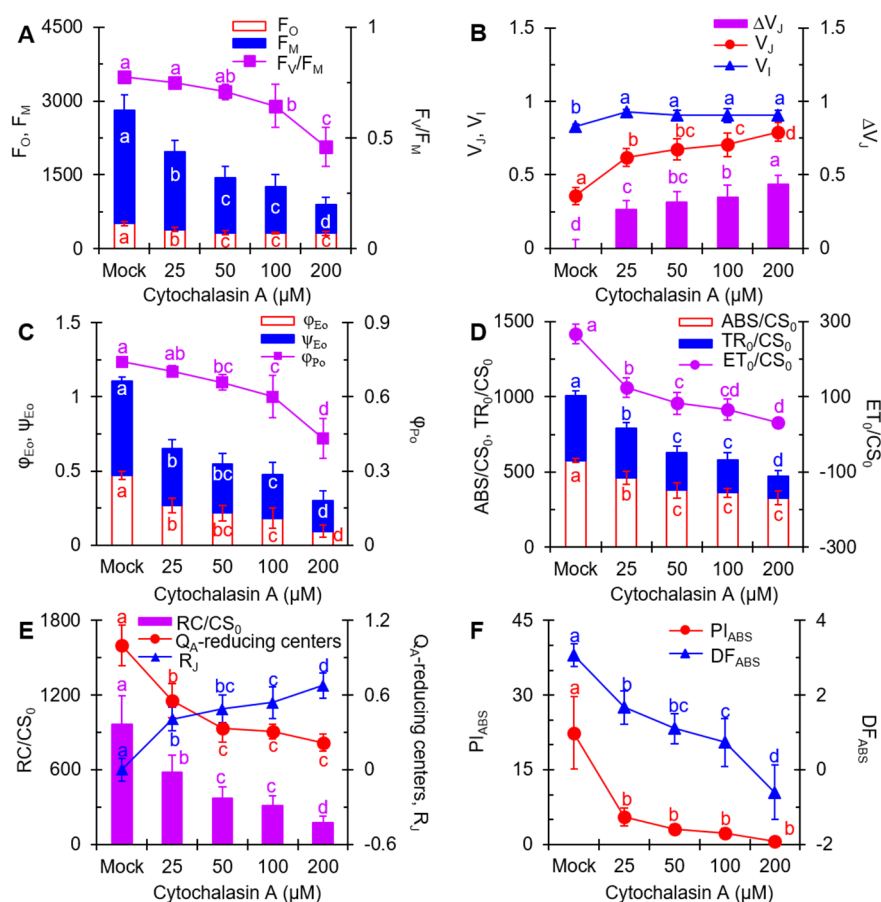 A
4500
3000
1500
0
F_O, F_M
1
0.5
0
F_V/F_M
F_O
F_M
F_V/F_M
a a ab b c
a b c c d
a b c c c
Mock 25 50 100 200
Cytochalasin A (µM)
B
1.5
1
0.5
0
V_J, V_I
1.5
1
0.5
0
ΔV_J
ΔV_J
V_J
V_I
b a a a a
a b bc c d
d c bc b a
Mock 25 50 100 200
Cytochalasin A (µM)
C
1.5
1
0.5
0
φ_Eo, ψ_Eo
0.9
0.6
0.3
0
φ_Po
φ_Eo
ψ_Eo
φ_Po
a ab bc c d
a b bc c d
a b bc c d
Mock 25 50 100 200
Cytochalasin A (µM)
D
1500
1000
500
0
ABS/CS_0, TR_0/CS_0
300
100
-100
-300
ET_0/CS_0
ABS/CS_0
TR_0/CS_0
ET_0/CS_0
a b c cd d
a b c c d
a b c c c
Mock 25 50 100 200
Cytochalasin A (µM)
E
1800
1200
600
0
RC/CS_0
1.2
0.6
0
-0.6
Q_A-reducing centers, R_J
RC/CS_0
Q_A-reducing centers
R_J
a b c c c
a b bc c d
a b c c d
Mock 25 50 100 200
Cytochalasin A (µM)
F
45
30
15
0
PI_ABS
4
2
0
-2
DF_ABS
PI_ABS
DF_ABS
a b bc c d
a b b b b
Mock 25 50 100 200
Cytochalasin A (µM)